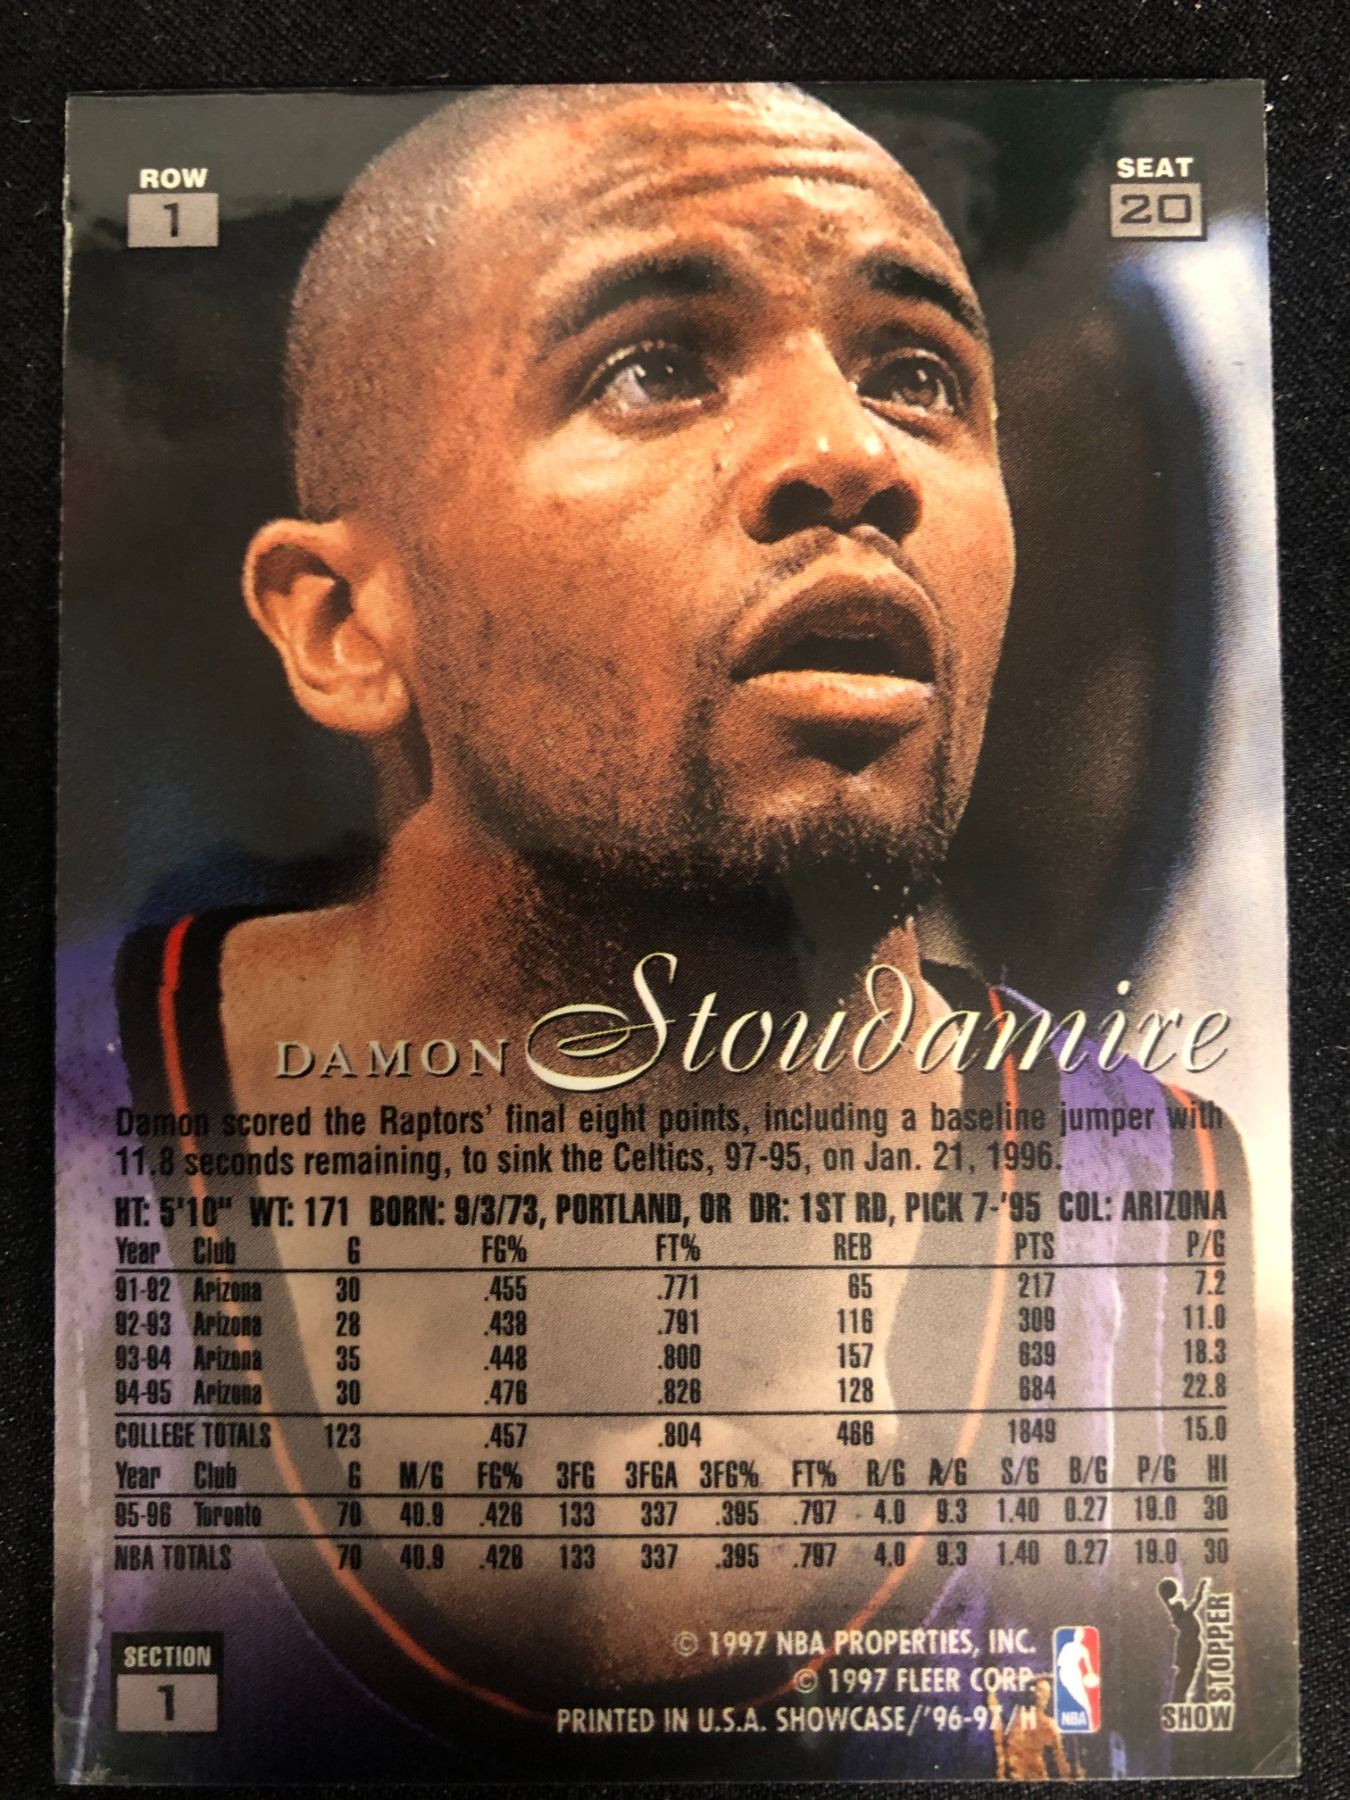 ROW
1
SEAT
20
DAMON Stoudamire
Damon scored the Raptors' final eight points, including a baseline jumper with
11.8 seconds remaining, to sink the Celtics, 97-95, on Jan. 21, 1996.
HT: 5'10" WT: 171 BORN: 9/3/73, PORTLAND, OR DR: 1ST RD, PICK 7-'95 COL: ARIZONA
Year Club G FG% FT% REB PTS P/G
91-92 Arizona 30 .455 .771 65 217 7.2
92-93 Arizona 28 .438 .791 116 309 11.0
93-94 Arizona 35 .448 .800 157 639 18.3
94-95 Arizona 30 .476 .826 128 684 22.8
COLLEGE TOTALS 123 .457 .804 466 1849 15.0
Year Club G M/G FG% 3FG 3FGA 3FG% FT% R/G A/G S/G B/G P/G HI
95-96 Toronto 70 40.9 .426 133 337 .395 .797 4.0 9.3 1.40 0.27 19.0 30
NBA TOTALS 70 40.9 .426 133 337 .395 .797 4.0 9.3 1.40 0.27 19.0 30
SECTION
1
© 1997 NBA PROPERTIES, INC.
© 1997 FLEER CORP.
PRINTED IN U.S.A. SHOWCASE/'96-97/H
NBA
SHOW
STOPPER